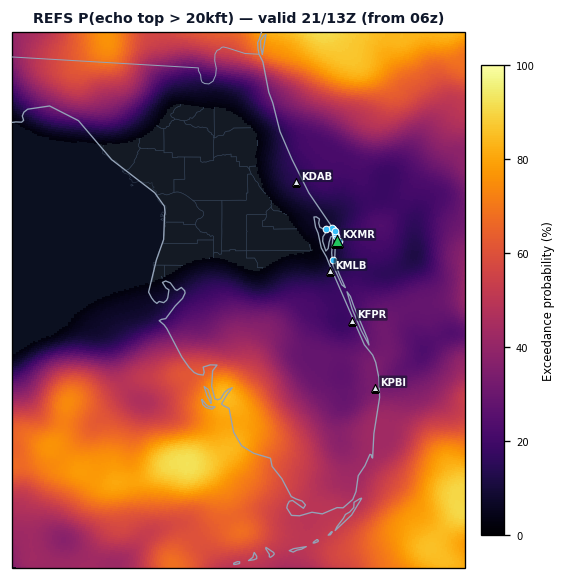 REFS P(echo top > 20kft) — valid 21/13Z (from 06z)
KDAB
KXMR
KMLB
KFPR
KPBI
100
80
60
40
20
0
Exceedance probability (%)